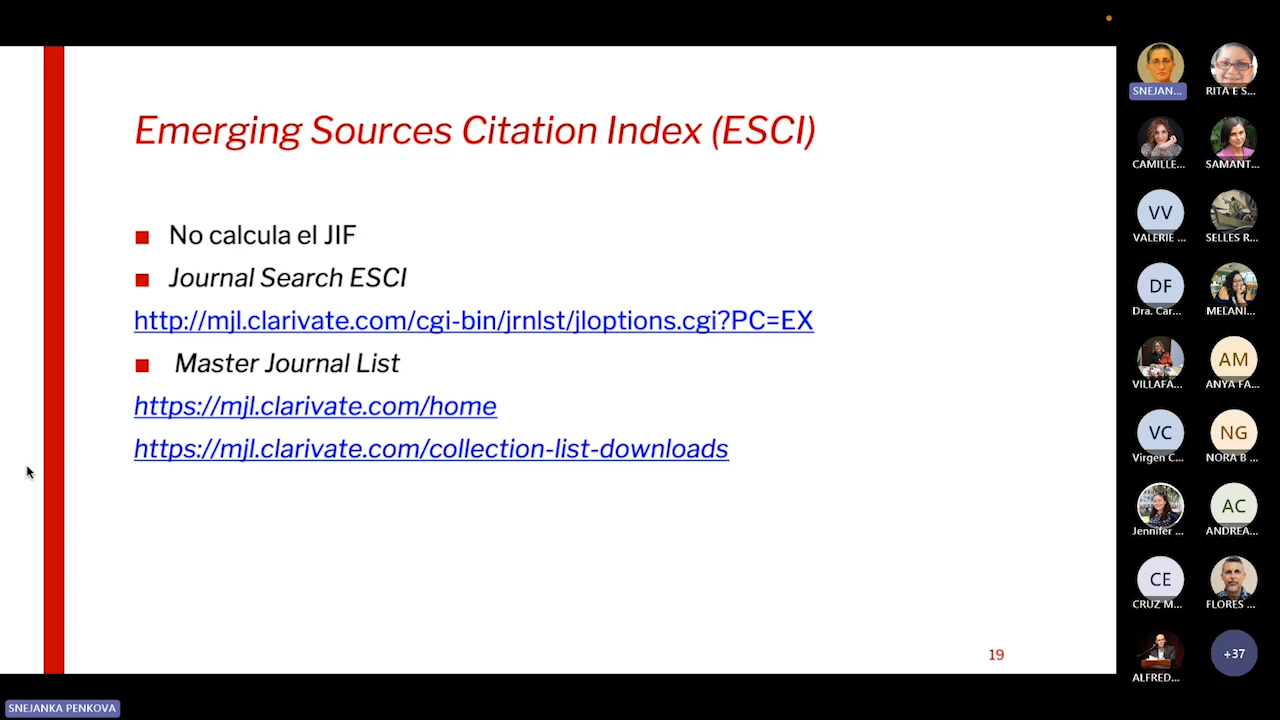 Emerging Sources Citation Index (ESCI)
■ No calcula el JIF
■ Journal Search ESCI
http://mjl.clarivate.com/cgi-bin/jrnlst/jloptions.cgi?PC=EX
■ Master Journal List
https://mjl.clarivate.com/home
https://mjl.clarivate.com/collection-list-downloads
19
SNEJAN...
RITA E S...
CAMILLE...
SAMANT...
VV
VALERIE ...
SELLES R...
DF
Dra. Car...
MELANI...
VILLAFA...
AM
ANYA FA...
VC
Virgen C...
NG
NORA B ...
Jennifer ...
AC
ANDREA...
CE
CRUZ M...
FLORES ...
ALFRED...
+37
SNEJANKA PENKOVA